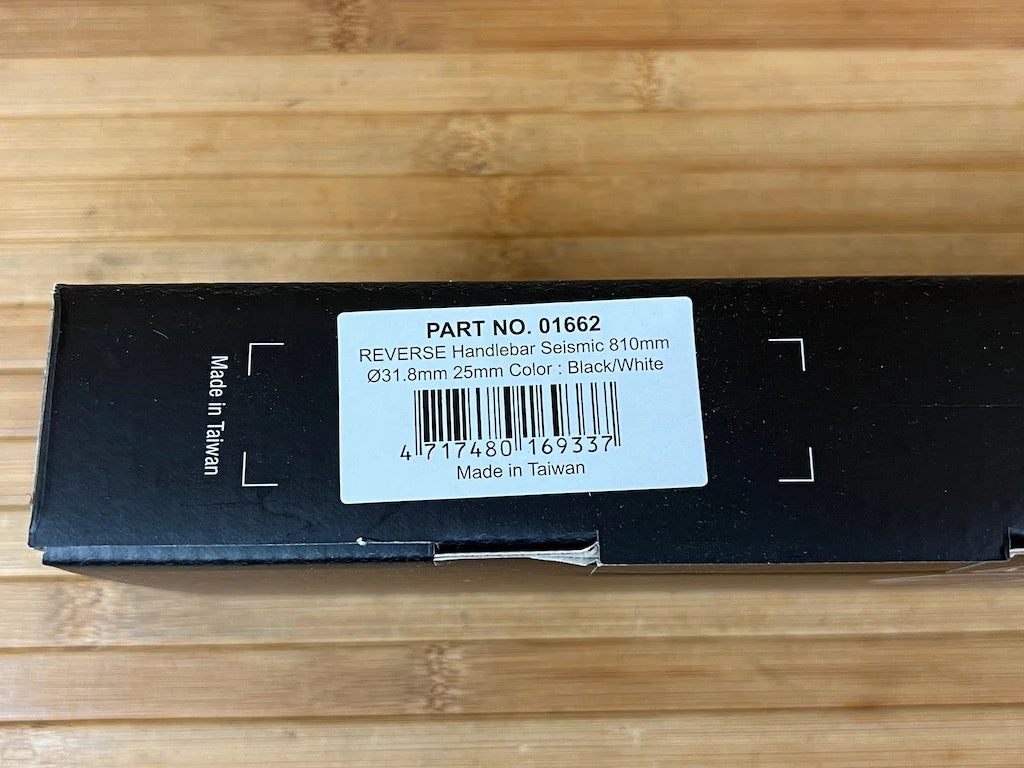 Made in Taiwan
PART NO. 01662
REVERSE Handlebar Seismic 810mm
Ø31.8mm 25mm Color : Black/White
4 717480 169337
Made in Taiwan